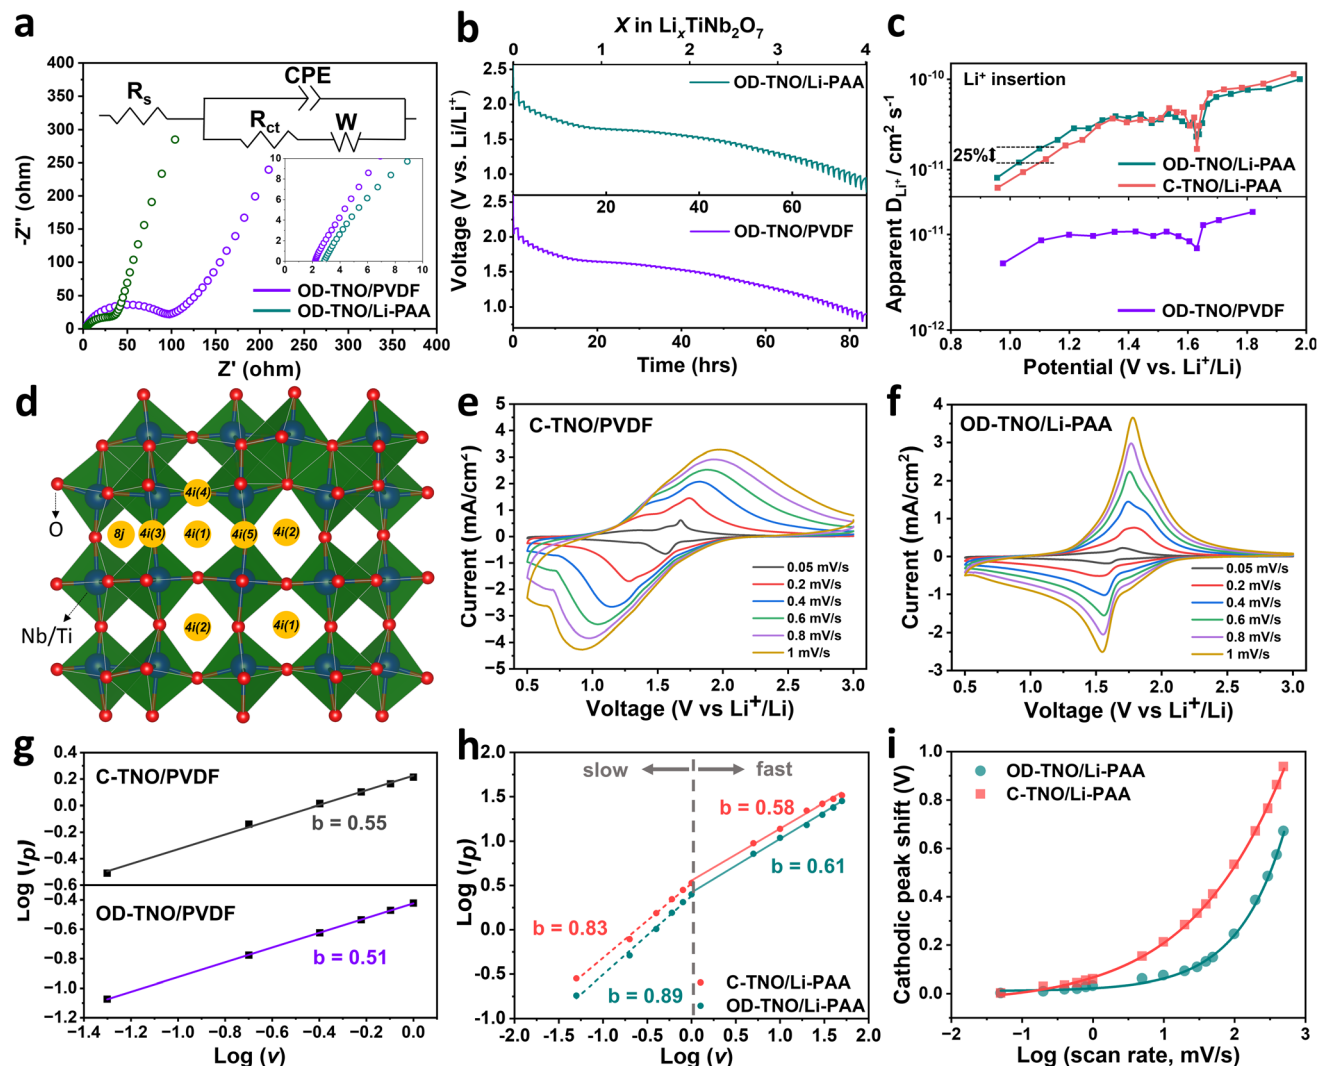 a
400
350
300
250
200
150
100
50
0
-Z'' (ohm)
CPE
Rs
Rct
W
10
8
6
4
2
0
0 2 4 6 8 10
OD-TNO/PVDF
OD-TNO/Li-PAA
0 50 100 150 200 250 300 350 400
Z' (ohm)
b
X in LixTiNb2O7
0 1 2 3 4
2.5
2.0
1.5
1.0
OD-TNO/Li-PAA
20 40 60
2.5
2.0
1.5
1.0
OD-TNO/PVDF
Voltage (V vs. Li/Li+)
0 20 40 60 80
Time (hrs)
c
Li+ insertion
10-10
10-11
25%
OD-TNO/Li-PAA
C-TNO/Li-PAA
10-11
10-12
OD-TNO/PVDF
Apparent DLi+/ cm2 s-1
0.8 1.0 1.2 1.4 1.6 1.8 2.0
Potential (V vs. Li+/Li)
d
4i(4)
O
8j 4i(3) 4i(1) 4i(5) 4i(2)
Nb/Ti
4i(2) 4i(1)
e
C-TNO/PVDF
5
4
3
2
1
0
−1
−2
−3
−4
−5
Current (mA/cm2)
0.05 mV/s
0.2 mV/s
0.4 mV/s
0.6 mV/s
0.8 mV/s
1 mV/s
0.5 1.0 1.5 2.0 2.5 3.0
Voltage (V vs Li+/Li)
f
OD-TNO/Li-PAA
4
3
2
1
0
-1
-2
-3
Current (mA/cm2)
0.05 mV/s
0.2 mV/s
0.4 mV/s
0.6 mV/s
0.8 mV/s
1 mV/s
0.5 1.0 1.5 2.0 2.5 3.0
Voltage (V vs Li+/Li)
g
C-TNO/PVDF
0.4
0.2
0.0
−0.2
−0.4
−0.6
b = 0.55
OD-TNO/PVDF
−0.4
−0.6
−0.8
−1.0
−1.2
b = 0.51
Log (ip)
−1.4 −1.2 −1.0 −0.8 −0.6 −0.4 −0.2 0.0
Log (v)
h
2.0
1.5
1.0
0.5
0.0
-0.5
-1.0
Log (ip)
slow fast
b = 0.58
b = 0.61
b = 0.83
b = 0.89
C-TNO/Li-PAA
OD-TNO/Li-PAA
-2.0 -1.5 -1.0 -0.5 0.0 0.5 1.0 1.5 2.0
Log (v)
i
1.0
0.8
0.6
0.4
0.2
0.0
Cathodic peak shift (V)
OD-TNO/Li-PAA
C-TNO/Li-PAA
−2 −1 0 1 2 3
Log (scan rate, mV/s)